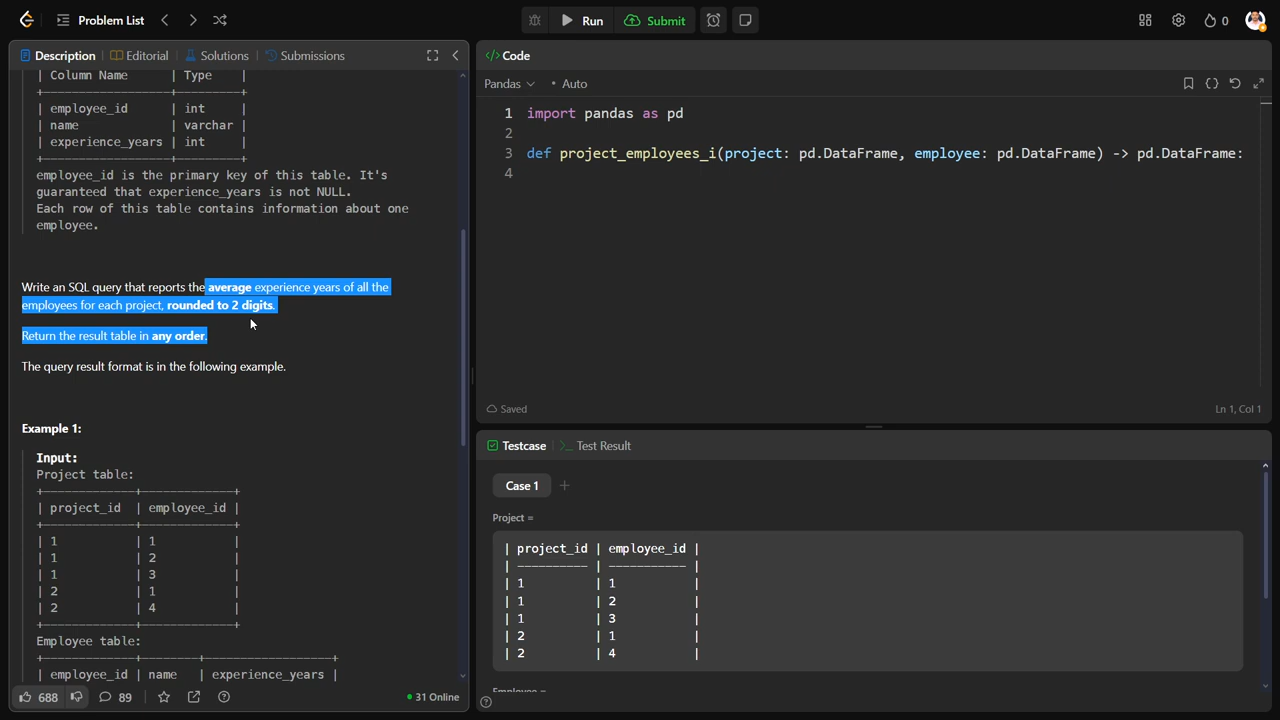 Problem List
Run
Submit
0
Description
Editorial
Solutions
Submissions
</> Code
| Column Name | Type |
+------------------+---------+
| employee_id | int |
| name | varchar |
| experience_years | int |
+------------------+---------+
employee_id is the primary key of this table. It's
guaranteed that experience_years is not NULL.
Each row of this table contains information about one
employee.
Write an SQL query that reports the average experience years of all the
employees for each project, rounded to 2 digits.
Return the result table in any order.
The query result format is in the following example.
Example 1:
Input:
Project table:
+-------------+-------------+
| project_id | employee_id |
+-------------+-------------+
| 1 | 1 |
| 1 | 2 |
| 1 | 3 |
| 2 | 1 |
| 2 | 4 |
+-------------+-------------+
Employee table:
+-------------+--------+------------------+
| employee_id | name | experience_years |
688
89
31 Online
Pandas
• Auto
1 import pandas as pd
2
3 def project_employees_i(project: pd.DataFrame, employee: pd.DataFrame) -> pd.DataFrame:
4
Saved
Ln 1, Col 1
Testcase
>_ Test Result
Case 1
+
Project =
| project_id | employee_id |
| ---------- | ----------- |
| 1 | 1 |
| 1 | 2 |
| 1 | 3 |
| 2 | 1 |
| 2 | 4 |
Employee =